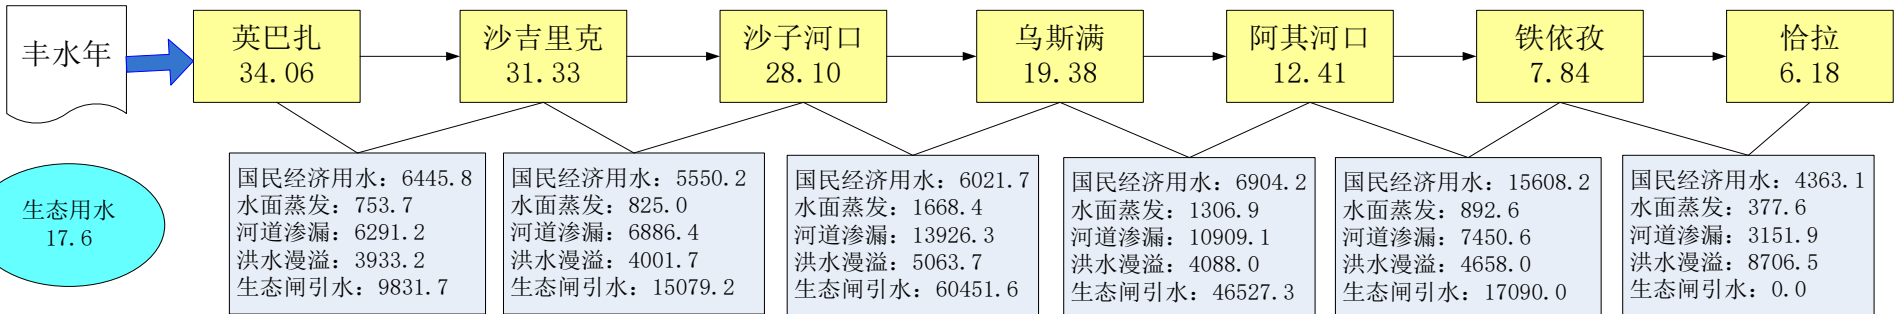 丰水年
英巴扎
34.06
沙吉里克
31.33
沙子河口
28.10
乌斯满
19.38
阿其河口
12.41
铁依孜
7.84
恰拉
6.18
生态用水
17.6
国民经济用水：6445.8
水面蒸发：753.7
河道渗漏：6291.2
洪水漫溢：3933.2
生态闸引水：9831.7
国民经济用水：5550.2
水面蒸发：825.0
河道渗漏：6886.4
洪水漫溢：4001.7
生态闸引水：15079.2
国民经济用水：6021.7
水面蒸发：1668.4
河道渗漏：13926.3
洪水漫溢：5063.7
生态闸引水：60451.6
国民经济用水：6904.2
水面蒸发：1306.9
河道渗漏：10909.1
洪水漫溢：4088.0
生态闸引水：46527.3
国民经济用水：15608.2
水面蒸发：892.6
河道渗漏：7450.6
洪水漫溢：4658.0
生态闸引水：17090.0
国民经济用水：4363.1
水面蒸发：377.6
河道渗漏：3151.9
洪水漫溢：8706.5
生态闸引水：0.0